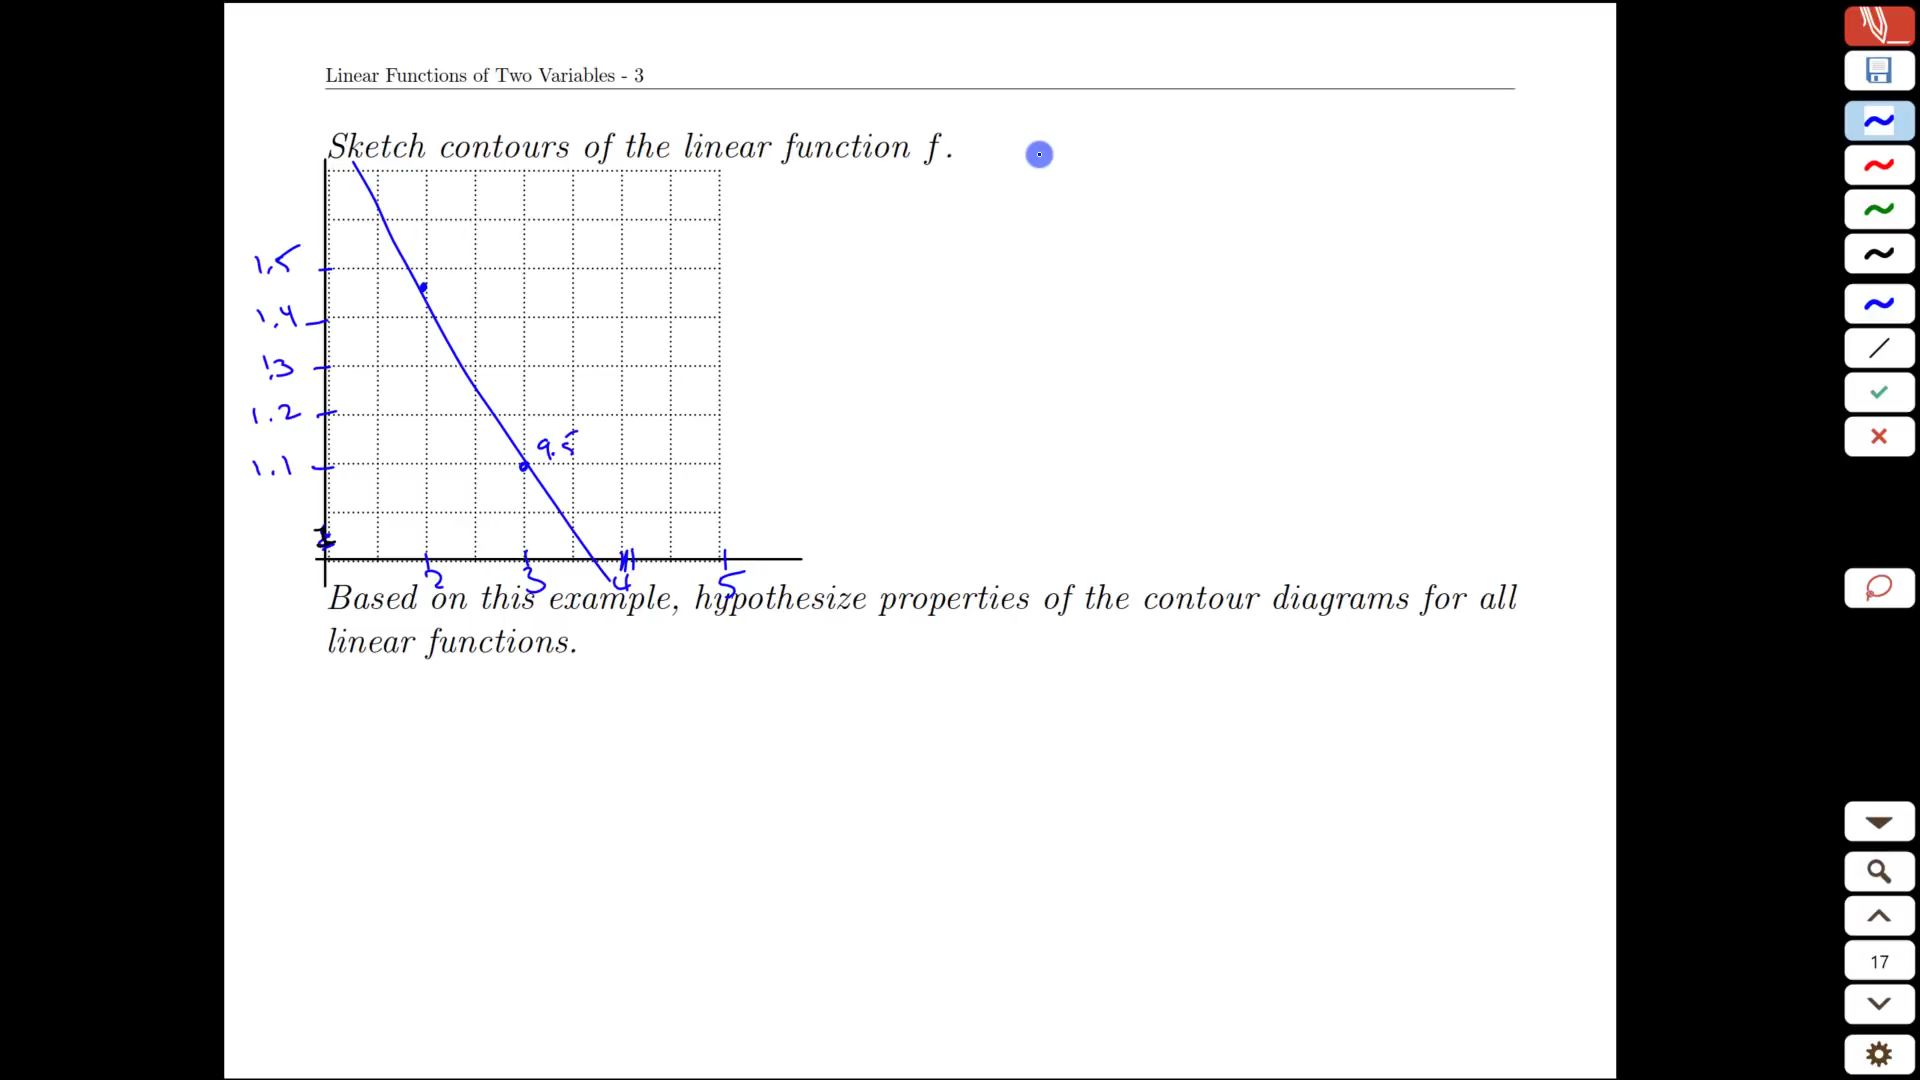 Linear Functions of Two Variables - 3
Sketch contours of the linear function f.
1.5
1.4
1.3
1.2
9.5
1.1
2
3
4
5
Based on this example, hypothesize properties of the contour diagrams for all
linear functions.
17